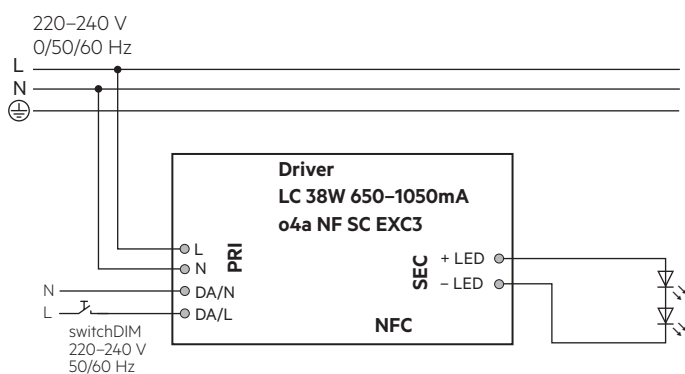 220–240 V
0/50/60 Hz
L
N
Driver
LC 38W 650–1050mA
o4a NF SC EXC3
L
N
PRI
DA/N
DA/L
SEC
+ LED
– LED
NFC
N
L
switchDIM
220–240 V
50/60 Hz